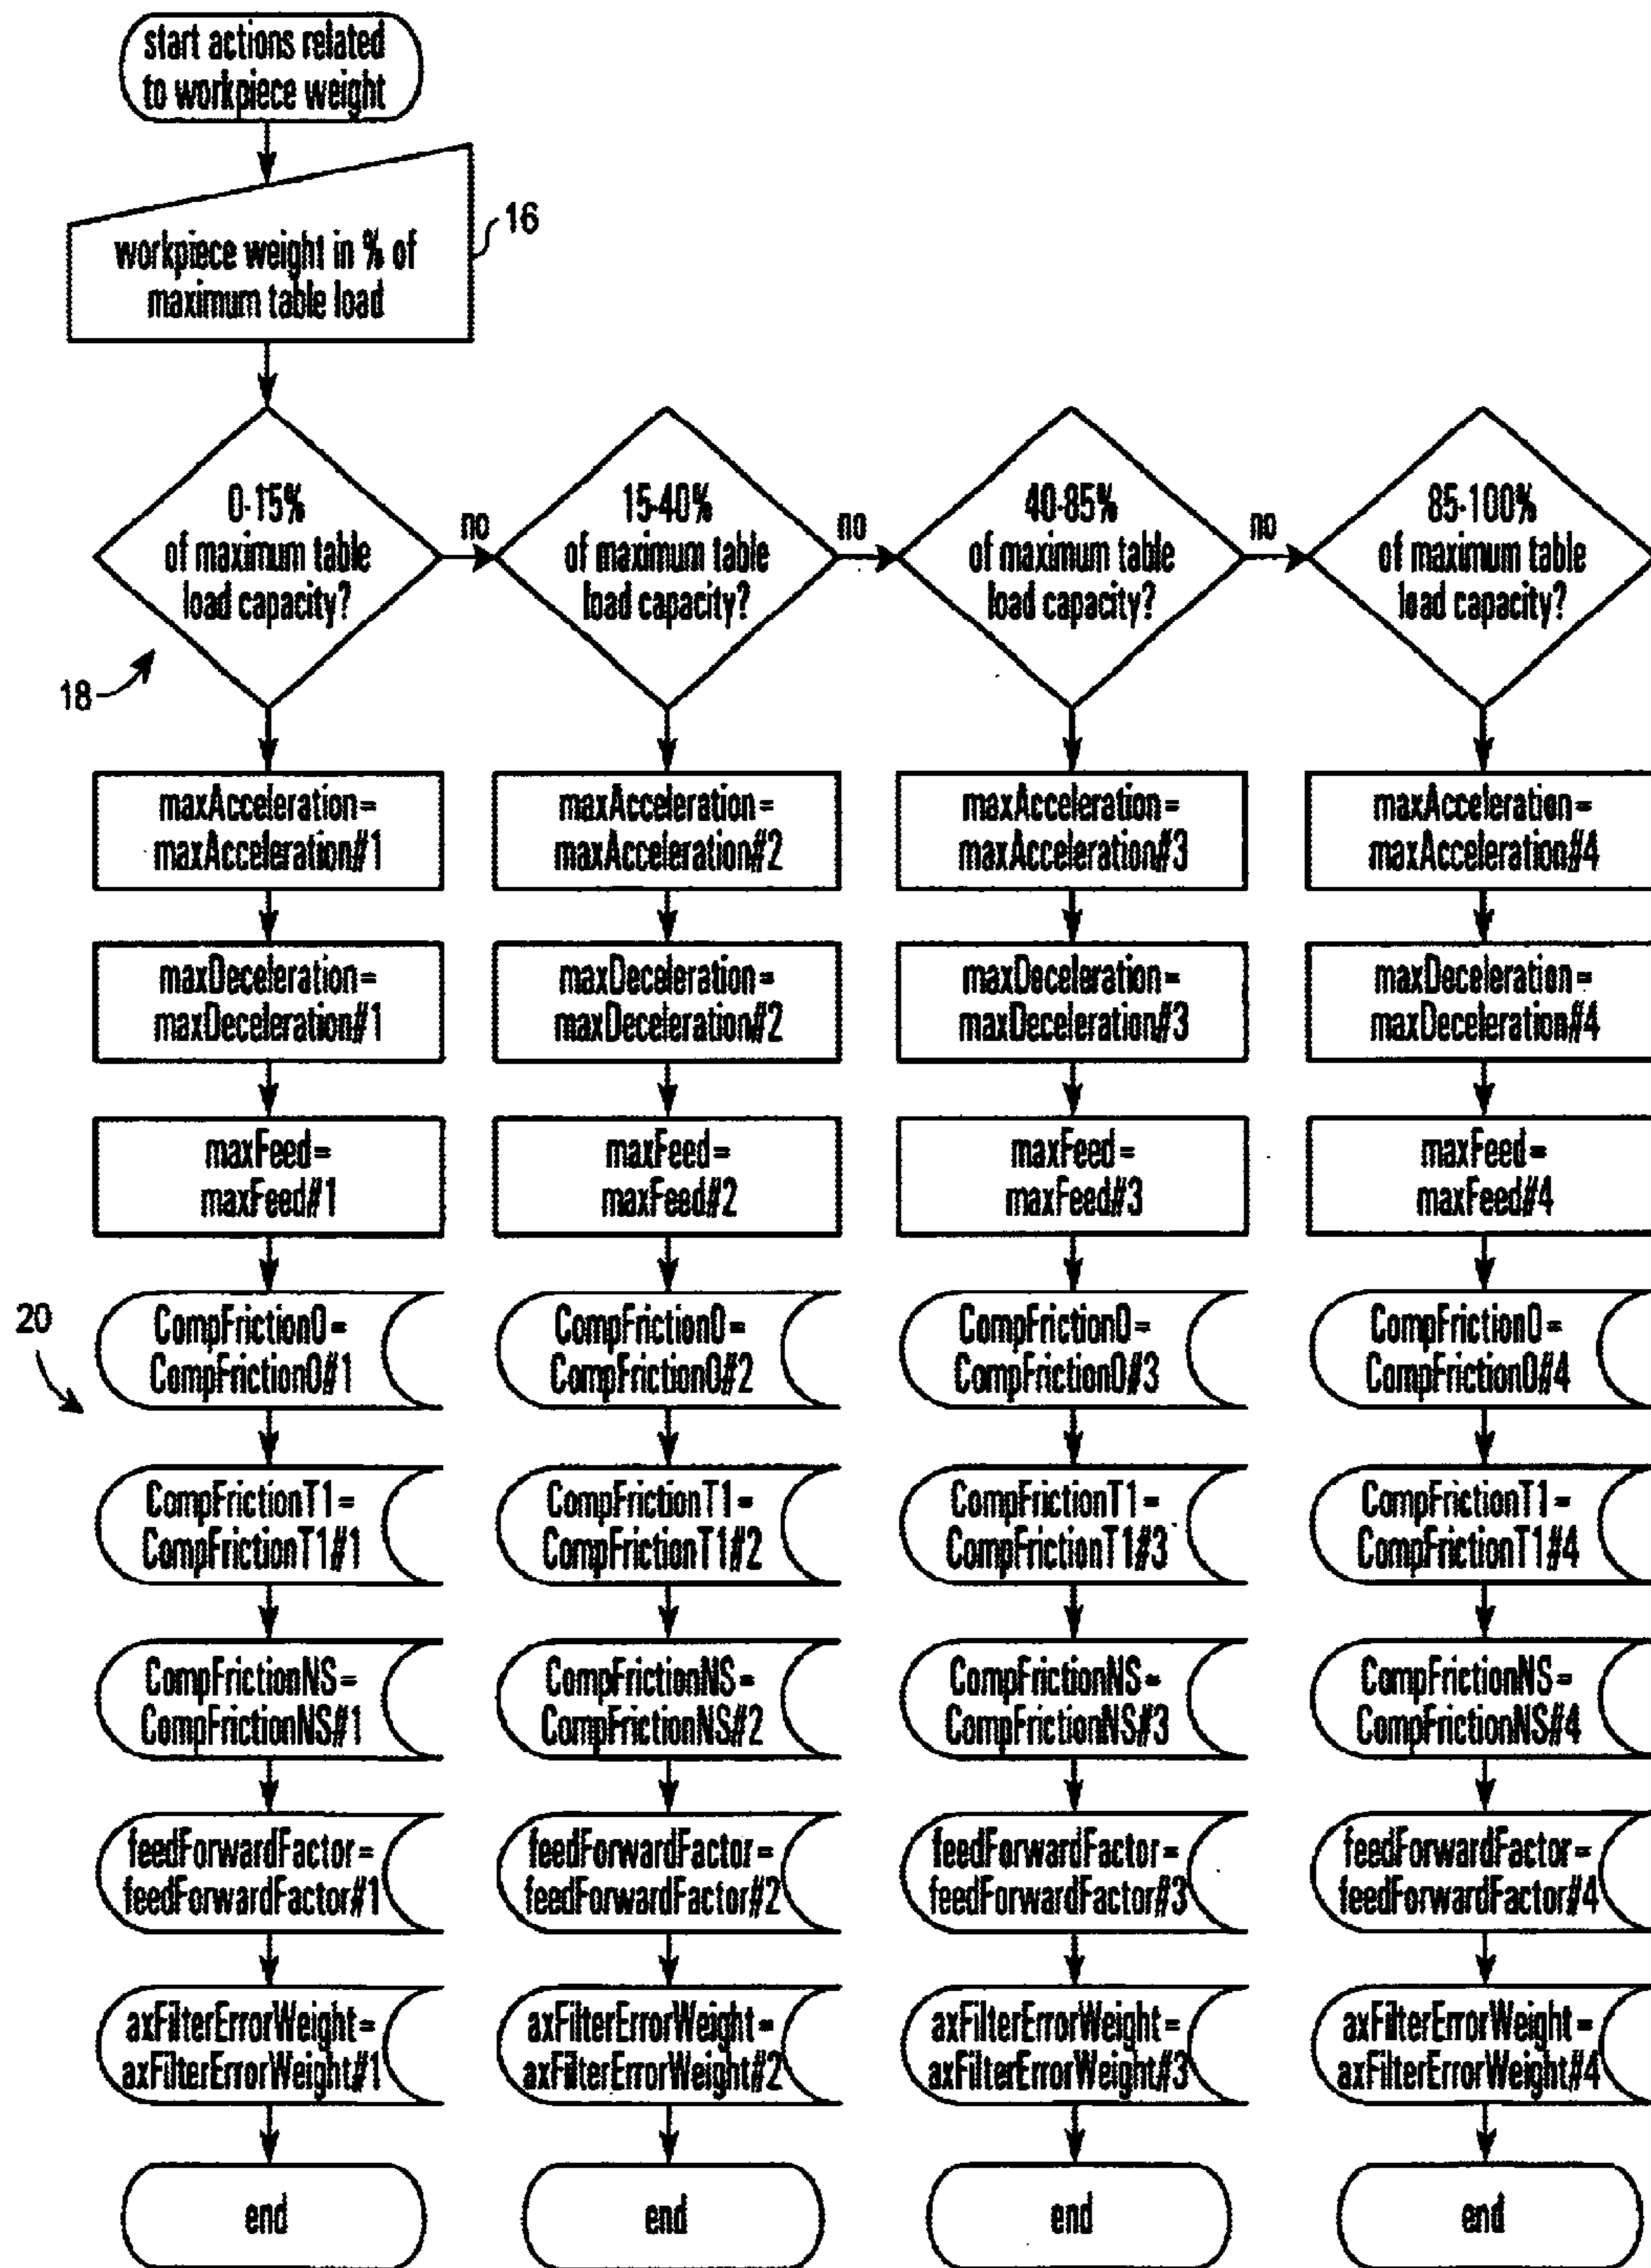 start actions related
to workpiece weight
workpiece weight in % of
maximum table load
16
0-15%
of maximum table
load capacity?
no
15-40%
of maximum table
load capacity?
no
40-85%
of maximum table
load capacity?
no
85-100%
of maximum table
load capacity?
18
maxAcceleration=
maxAcceleration#1
maxAcceleration=
maxAcceleration#2
maxAcceleration=
maxAcceleration#3
maxAcceleration=
maxAcceleration#4
maxDeceleration=
maxDeceleration#1
maxDeceleration=
maxDeceleration#2
maxDeceleration=
maxDeceleration#3
maxDeceleration=
maxDeceleration#4
maxFeed=
maxFeed#1
maxFeed=
maxFeed#2
maxFeed=
maxFeed#3
maxFeed=
maxFeed#4
20
CompFriction0=
CompFriction0#1
CompFriction0=
CompFriction0#2
CompFriction0=
CompFriction0#3
CompFriction0=
CompFriction0#4
CompFrictionT1=
CompFrictionT1#1
CompFrictionT1=
CompFrictionT1#2
CompFrictionT1=
CompFrictionT1#3
CompFrictionT1=
CompFrictionT1#4
CompFrictionNS=
CompFrictionNS#1
CompFrictionNS=
CompFrictionNS#2
CompFrictionNS=
CompFrictionNS#3
CompFrictionNS=
CompFrictionNS#4
feedForwardFactor=
feedForwardFactor#1
feedForwardFactor=
feedForwardFactor#2
feedForwardFactor=
feedForwardFactor#3
feedForwardFactor=
feedForwardFactor#4
axFilterErrorWeight=
axFilterErrorWeight#1
axFilterErrorWeight=
axFilterErrorWeight#2
axFilterErrorWeight=
axFilterErrorWeight#3
axFilterErrorWeight=
axFilterErrorWeight#4
end
end
end
end